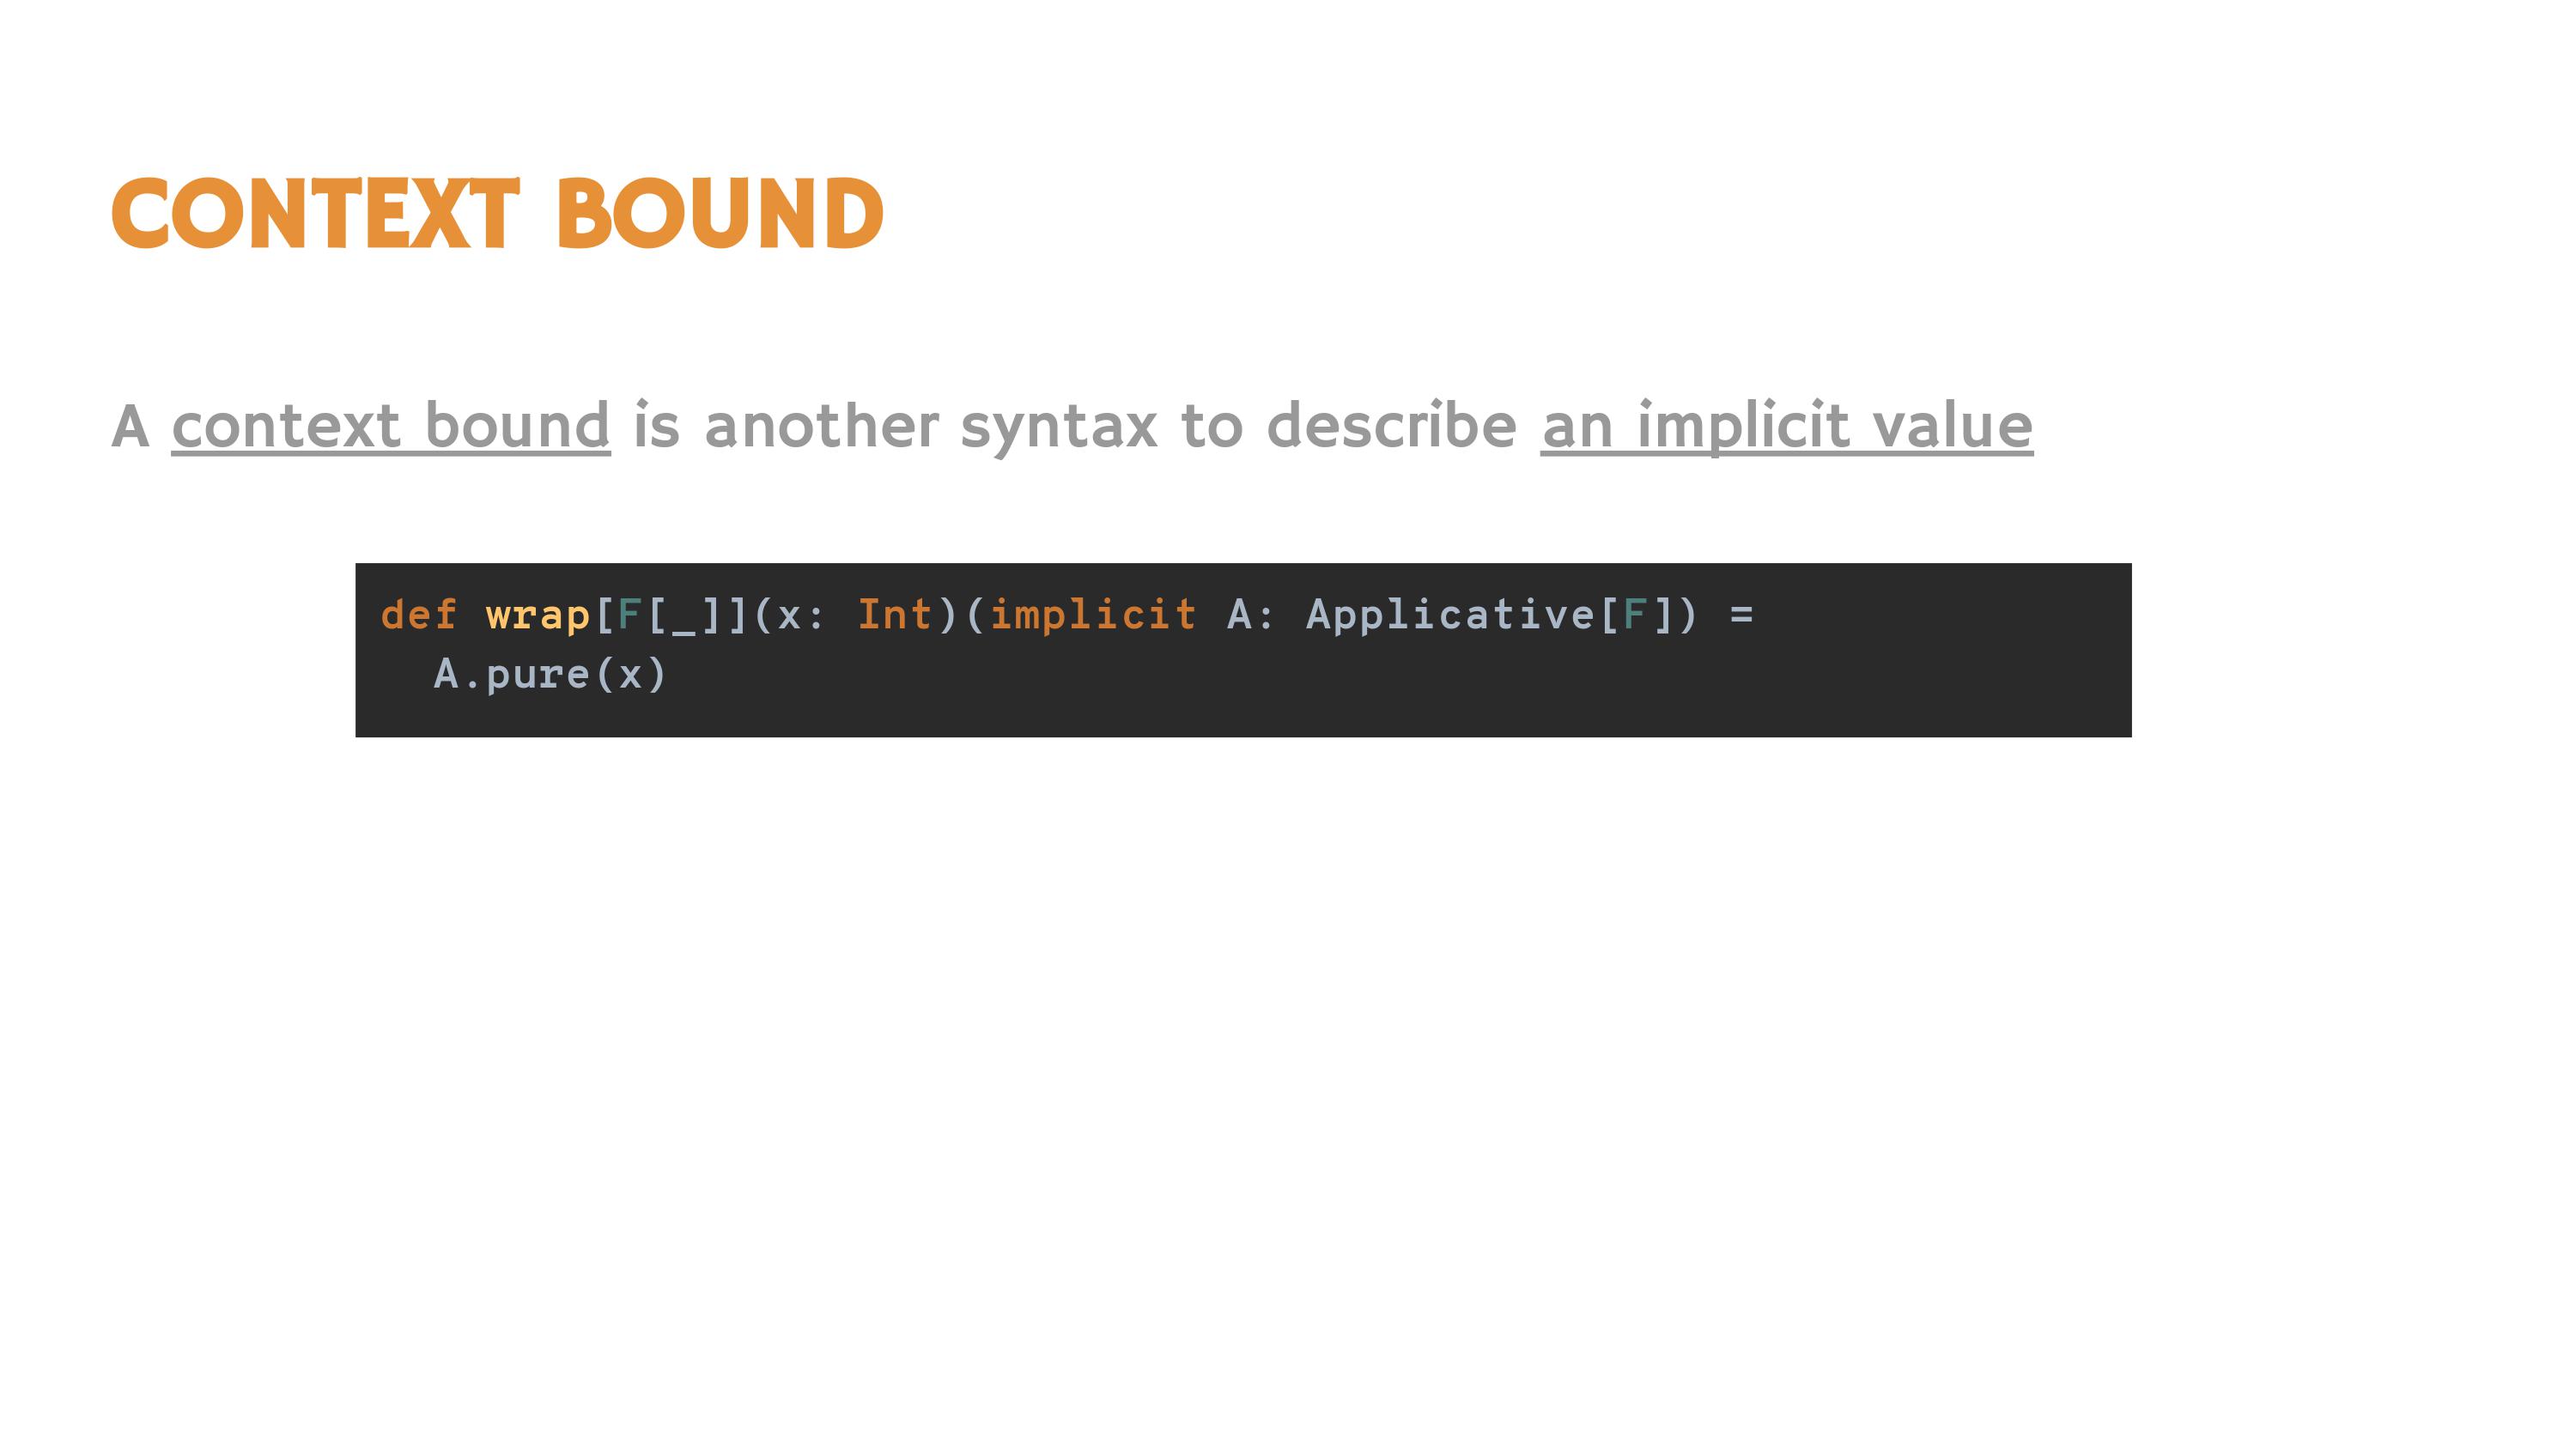 CONTEXT BOUND
A context bound is another syntax to describe an implicit value
def wrap[F[_]](x: Int)(implicit A: Applicative[F]) =
  A.pure(x)